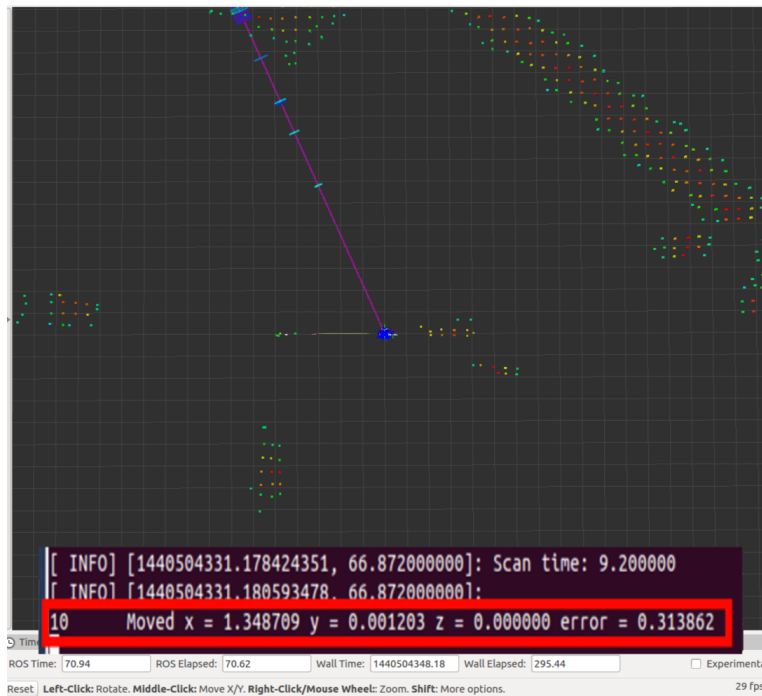 [ INFO] [1440504331.178424351, 66.872000000]: Scan time: 9.200000
[ INFO] [1440504331.180593478, 66.872000000]:
10 Moved x = 1.348709 y = 0.001203 z = 0.000000 error = 0.313862
Time
ROS Time: 70.94 ROS Elapsed: 70.62 Wall Time: 1440504348.18 Wall Elapsed: 295.44 Experimenta
Reset Left-Click: Rotate. Middle-Click: Move X/Y. Right-Click/Mouse Wheel:: Zoom. Shift: More options. 29 fps